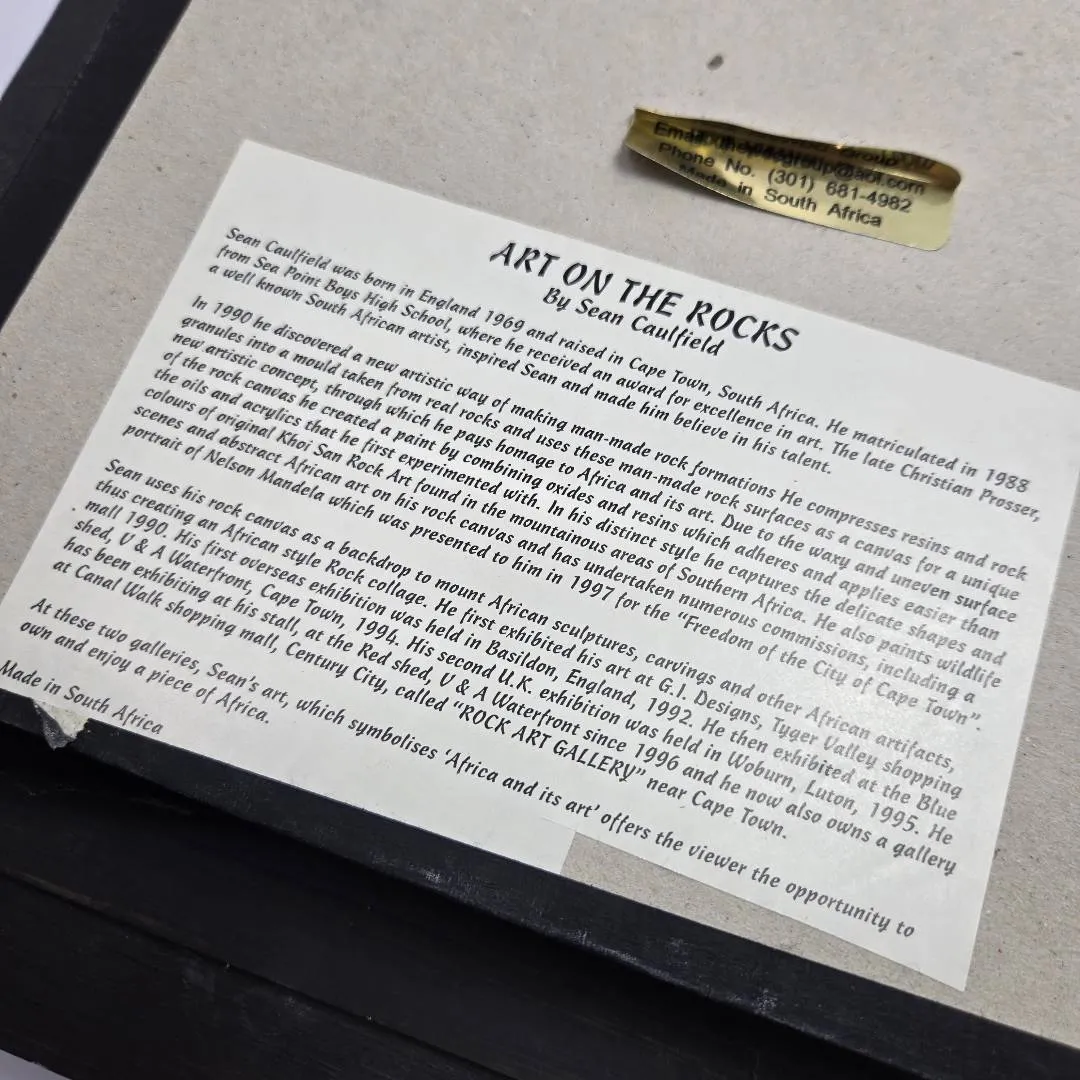 Group
Phone No. (301) 681-4982
Made in South Africa
ART ON THE ROCKS
By Sean Caulfield
Sean Caulfield was born in England 1969 and raised in Cape Town, South Africa. He matriculated in 1988
from Sea Point Boys High School, where he received an award for excellence in art. The late Christian Prosser,
a well known South African artist, inspired Sean and made him believe in his talent.
In 1990 he discovered a new artistic way of making man-made rock formations He compresses resins and rock
granules into a mould taken from real rocks and uses these man-made rock surfaces as a canvas for a unique
new artistic concept, through which he pays homage to Africa and its art. Due to the waxy and uneven surface
of the rock canvas he created a paint by combining oxides and resins which adheres and applies easier than
the oils and acrylics that he first experimented with. In his distinct style he captures the delicate shapes and
colours of original Khoi San Rock Art found in the mountainous areas of Southern Africa. He also paints wildlife
scenes and abstract African art on his rock canvas and has undertaken numerous commissions, including a
portrait of Nelson Mandela which was presented to him in 1997 for the "Freedom of the City of Cape Town".
Sean uses his rock canvas as a backdrop to mount African sculptures, carvings and other African artifacts,
thus creating an African style Rock collage. He first exhibited his art at G.I. Designs, Tyger Valley shopping
mall 1990. His first overseas exhibition was held in Basildon, England, 1992. He then exhibited at the Blue
shed, V & A Waterfront, Cape Town, 1994. His second U.K. exhibition was held in Woburn, Luton, 1995. He
has been exhibiting at his stall, at the Red shed, V & A Waterfront since 1996 and he now also owns a gallery
at Canal Walk shopping mall, Century City, called "ROCK ART GALLERY" near Cape Town.
At these two galleries, Sean's art, which symbolises 'Africa and its art' offers the viewer the opportunity to
own and enjoy a piece of Africa.
Made in South Africa